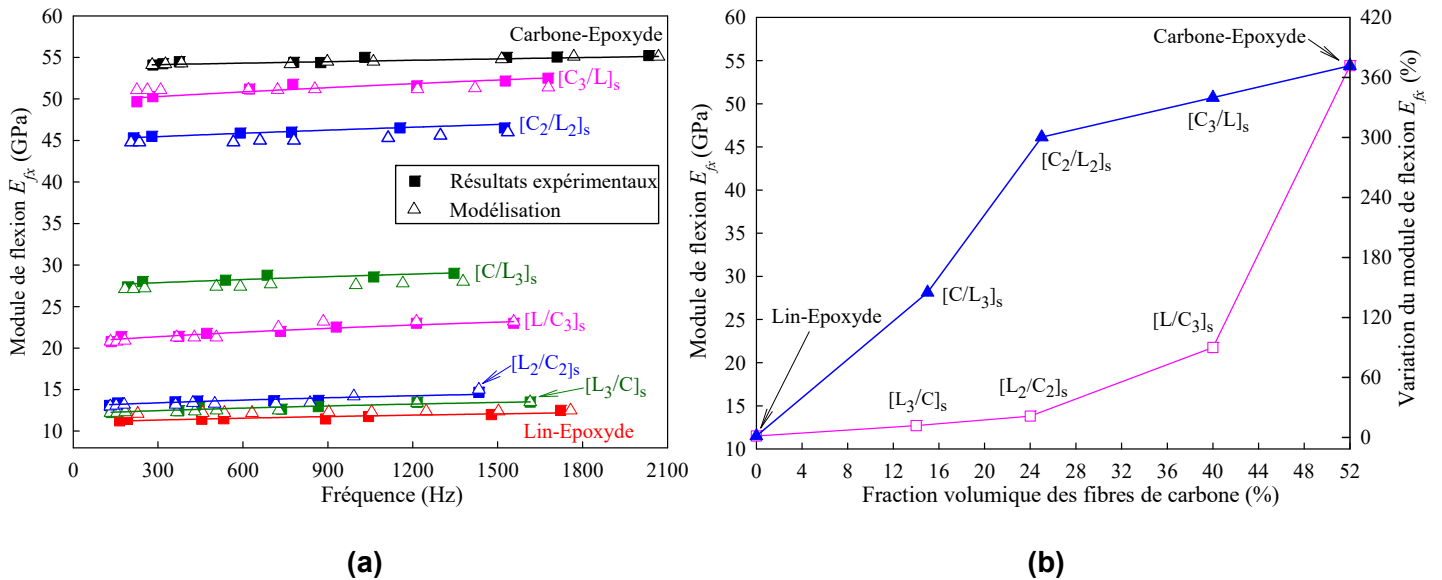 60
55
50
45
40
35
30
25
20
15
10
Module de flexion E_fx (GPa)
0 300 600 900 1200 1500 1800 2100
Fréquence (Hz)
Carbone-Epoxyde
[C3/L]s
[C2/L2]s
Résultats expérimentaux
Modélisation
[C/L3]s
[L/C3]s
[L2/C2]s
[L3/C]s
Lin-Epoxyde
(a)
60
55
50
45
40
35
30
25
20
15
10
Module de flexion E_fx (GPa)
0 4 8 12 16 20 24 28 32 36 40 44 48 52
Fraction volumique des fibres de carbone (%)
420
360
300
240
180
120
60
0
Variation du module de flexion E_fx (%)
Carbone-Epoxyde
[C3/L]s
[C2/L2]s
[C/L3]s
Lin-Epoxyde
[L/C3]s
[L3/C]s
[L2/C2]s
(b)